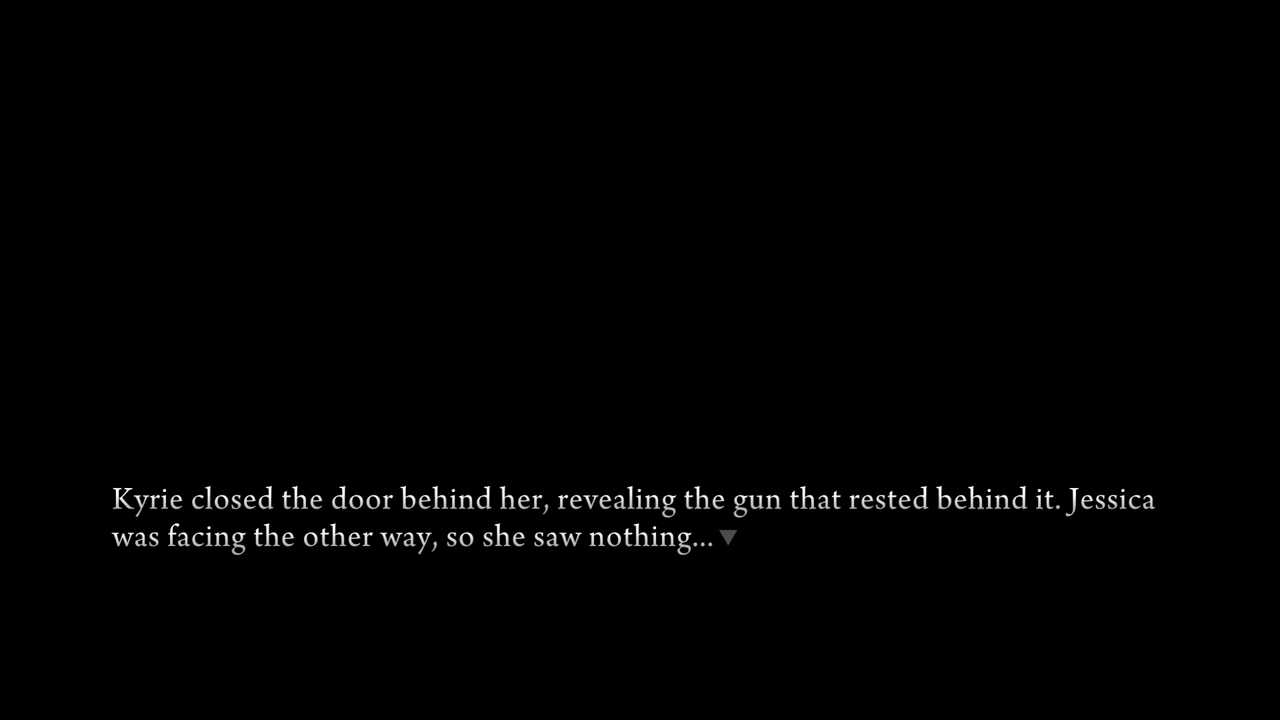 Kyrie closed the door behind her, revealing the gun that rested behind it. Jessica
was facing the other way, so she saw nothing...